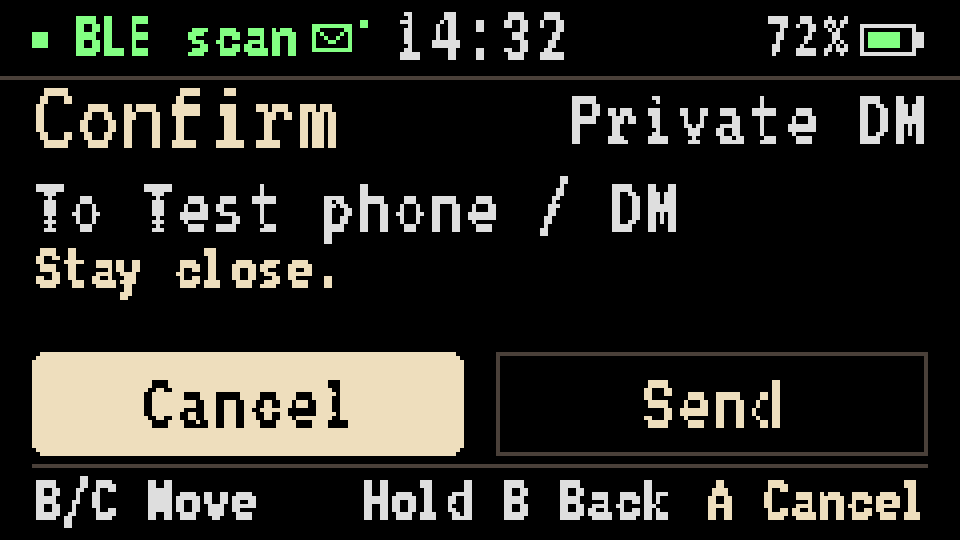 BLE scan 14:32 72%
Confirm Private DM
To Test phone / DM
Stay close.
Cancel Send
B/C Move Hold B Back A Cancel